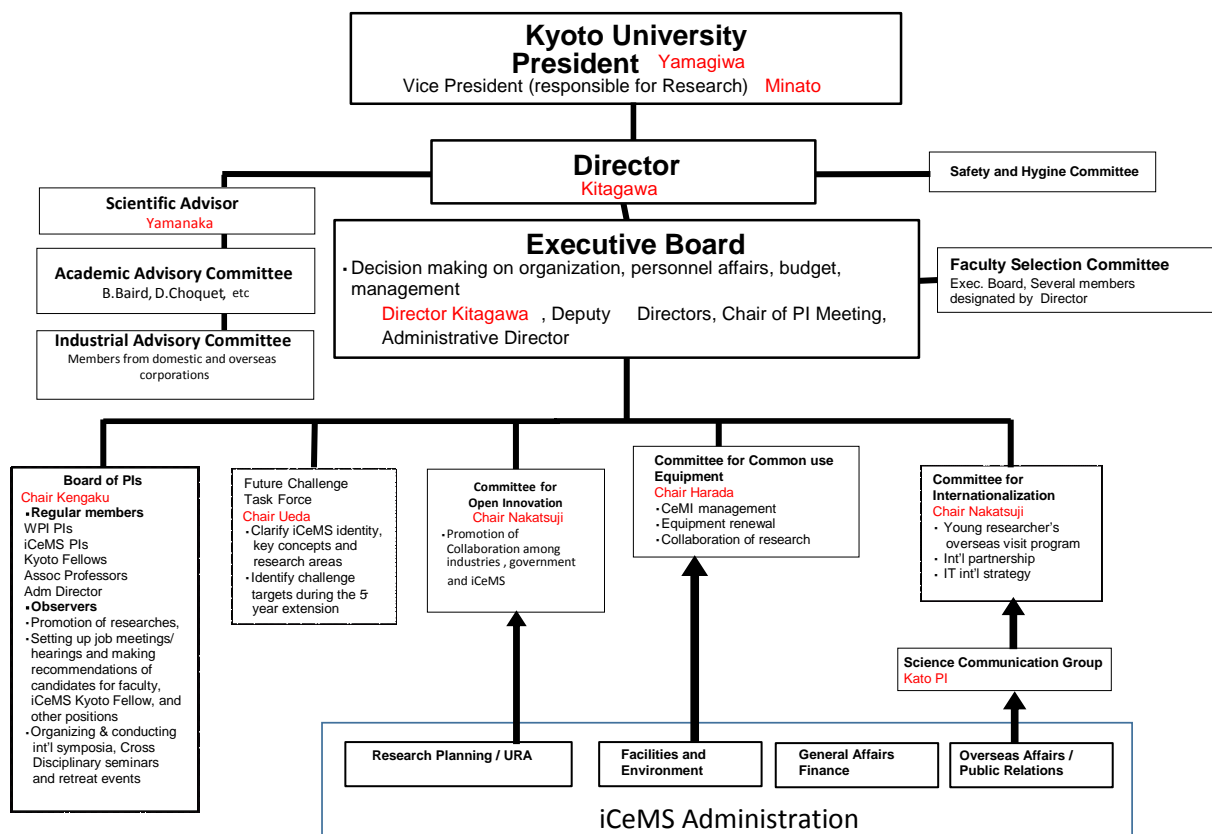 Kyoto University
President Yamagiwa
Vice President (responsible for Research) Minato
Director
Kitagawa
Safety and Hygine Committee
Scientific Advisor
Yamanaka
Academic Advisory Committee
B.Baird, D.Choquet, etc
Industrial Advisory Committee
Members from domestic and overseas
corporations
Executive Board
・Decision making on organization, personnel affairs, budget,
management
Director Kitagawa , Deputy Directors, Chair of PI Meeting,
Administrative Director
Faculty Selection Committee
Exec. Board, Several members
designated by Director
Board of PIs
Chair Kengaku
▪Regular members
WPI PIs
iCeMS PIs
Kyoto Fellows
Assoc Professors
Adm Director
▪Observers
・Promotion of researches,
・Setting up job meetings/
hearings and making
recommendations of
candidates for faculty,
iCeMS Kyoto Fellow, and
other positions
・Organizing & conducting
int'l symposia, Cross
Disciplinary seminars
and retreat events
Future Challenge
Task Force
Chair Ueda
・Clarify iCeMS identity,
key concepts and
research areas
・Identify challenge
targets during the 5
year extension
Committee for
Open Innovation
Chair Nakatsuji
・Promotion of
Collaboration among
industries , government
and iCeMS
Committee for Common use
Equipment
Chair Harada
・CeMI management
・Equipment renewal
・Collaboration of research
Committee for
Internationalization
Chair Nakatsuji
・Young researcher's
overseas visit program
・Int'l partnership
・IT int'l strategy
Science Communication Group
Kato PI
Research Planning / URA
Facilities and
Environment
General Affairs
Finance
Overseas Affairs /
Public Relations
iCeMS Administration